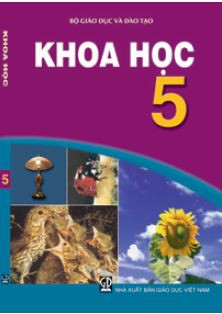 BỘ GIÁO DỤC VÀ ĐÀO TẠO
KHOA HỌC
5
KHOA HỌC
5
NHÀ XUẤT BẢN GIÁO DỤC VIỆT NAM